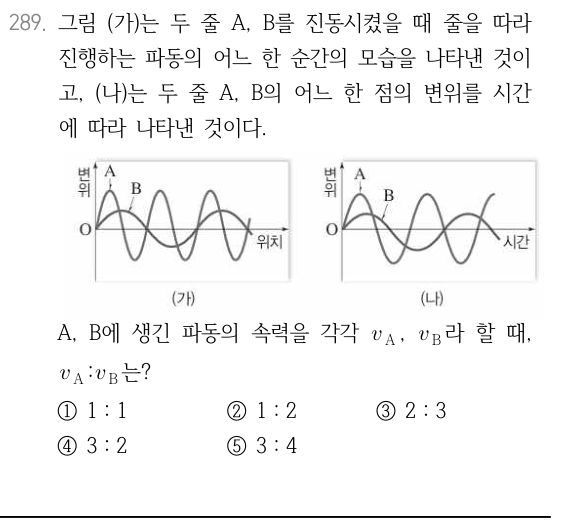 289. 그림 (가)는 두 줄 A, B를 진동시켰을 때 줄을 따라
진행하는 파동의 어느 한 순간의 모습을 나타낸 것이
고, (나)는 두 줄 A, B의 어느 한 점의 변위를 시간
에 따라 나타낸 것이다.
변위
A
B
O
위치
(가)
변위
A
B
O
시간
(나)
A, B에 생긴 파동의 속력을 각각 v_A, v_B라 할 때,
v_A : v_B는?
① 1 : 1 ② 1 : 2 ③ 2 : 3
④ 3 : 2 ⑤ 3 : 4